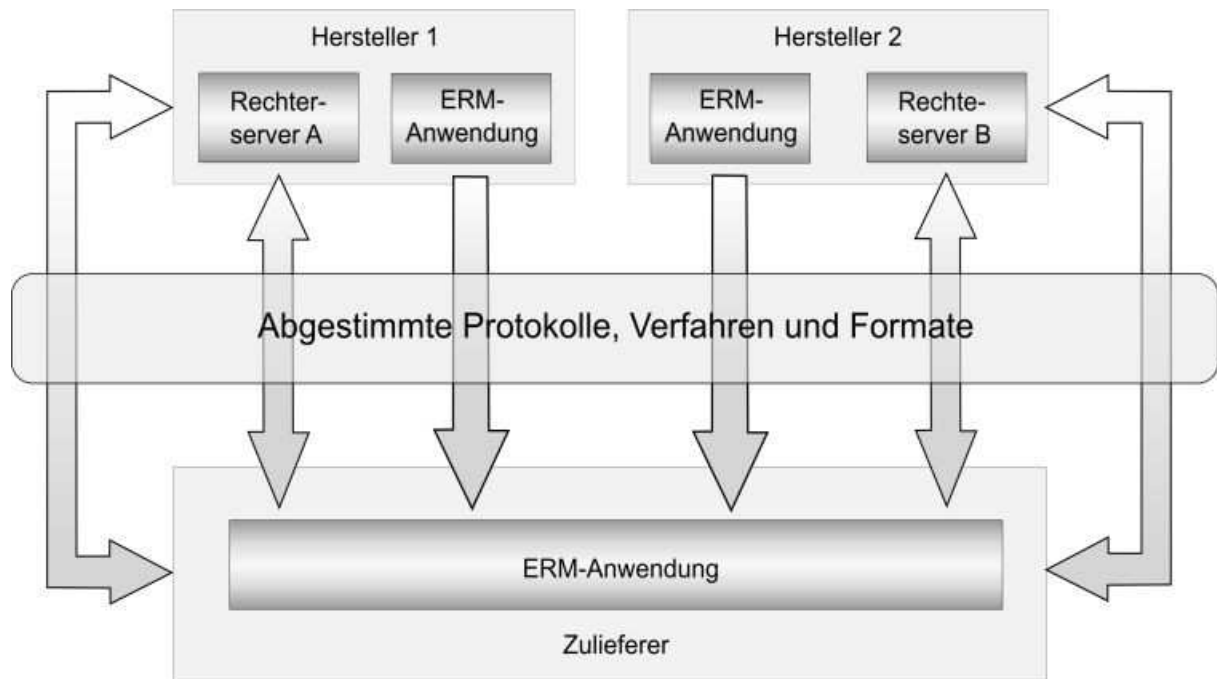 Hersteller 1
Hersteller 2
Rechter-
server A
ERM-
Anwendung
ERM-
Anwendung
Rechte-
server B
Abgestimmte Protokolle, Verfahren und Formate
ERM-Anwendung
Zulieferer